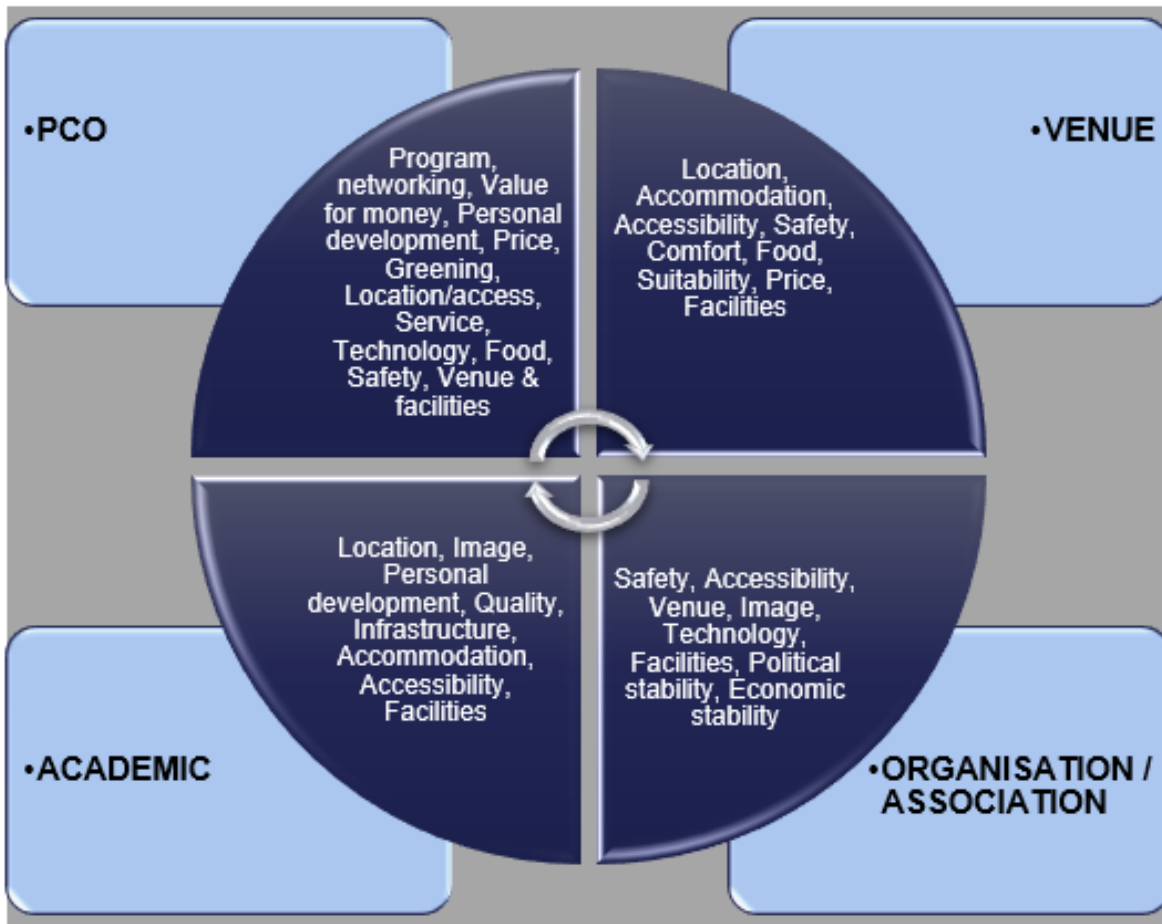 •PCO
Program,
networking, Value
for money, Personal
development, Price,
Greening,
Location/access,
Service,
Technology, Food,
Safety, Venue &
facilities
•VENUE
Location,
Accommodation,
Accessibility, Safety,
Comfort, Food,
Suitability, Price,
Facilities
•ACADEMIC
Location, Image,
Personal
development, Quality,
Infrastructure,
Accommodation,
Accessibility,
Facilities
•ORGANISATION /
ASSOCIATION
Safety, Accessibility,
Venue, Image,
Technology,
Facilities, Political
stability, Economic
stability